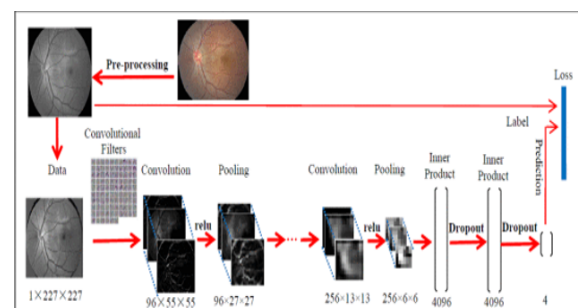 Pre-processing
Loss
Label
Prediction
Data
Convolutional
Filters
Convolution
relu
Pooling
Convolution
relu
Pooling
Inner
Product
Dropout
Inner
Product
Dropout
1×227×227
96×55×55
96×27×27
...
256×13×13
256×6×6
4096
4096
4